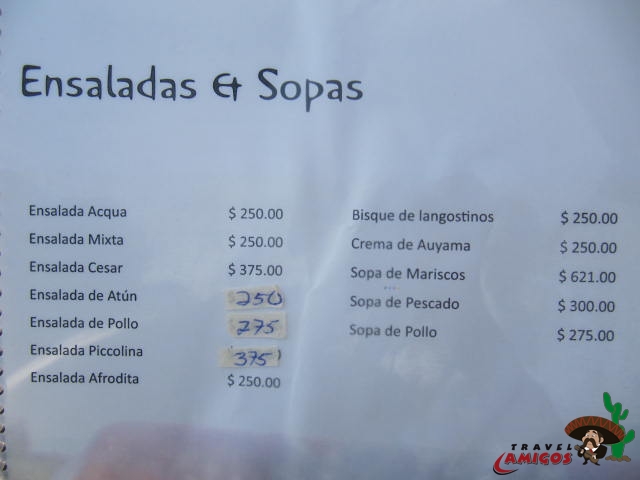 Ensaladas & Sopas
Ensalada Acqua $ 250.00
Ensalada Mixta $ 250.00
Ensalada Cesar $ 375.00
Ensalada de Atún 250
Ensalada de Pollo 275
Ensalada Piccolina 375
Ensalada Afrodita $ 250.00
Bisque de langostinos $ 250.00
Crema de Auyama $ 250.00
Sopa de Mariscos $ 621.00
Sopa de Pescado $ 300.00
Sopa de Pollo $ 275.00
TRAVEL
AMIGOS